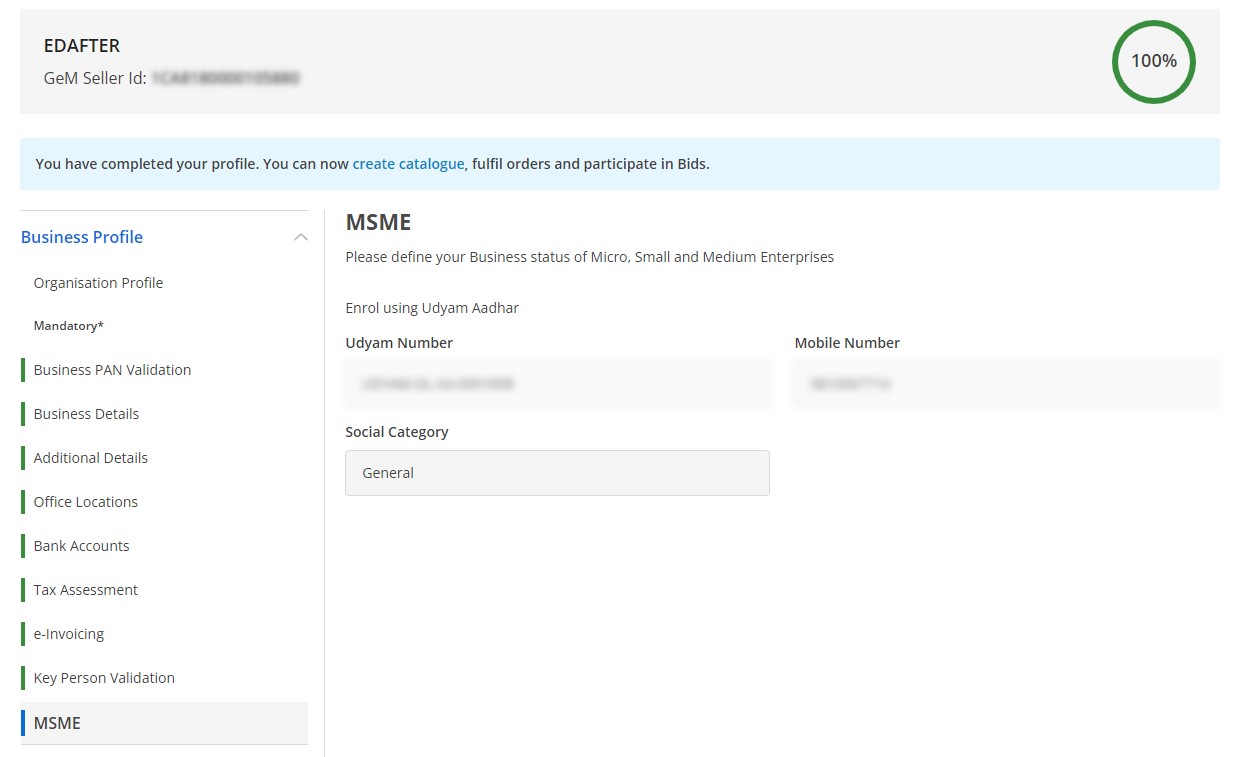 EDAFTER
GeM Seller Id:
100%
You have completed your profile. You can now create catalogue, fulfil orders and participate in Bids.
Business Profile
Organisation Profile
Mandatory*
Business PAN Validation
Business Details
Additional Details
Office Locations
Bank Accounts
Tax Assessment
e-Invoicing
Key Person Validation
MSME
MSME
Please define your Business status of Micro, Small and Medium Enterprises
Enrol using Udyam Aadhar
Udyam Number
Mobile Number
Social Category
General